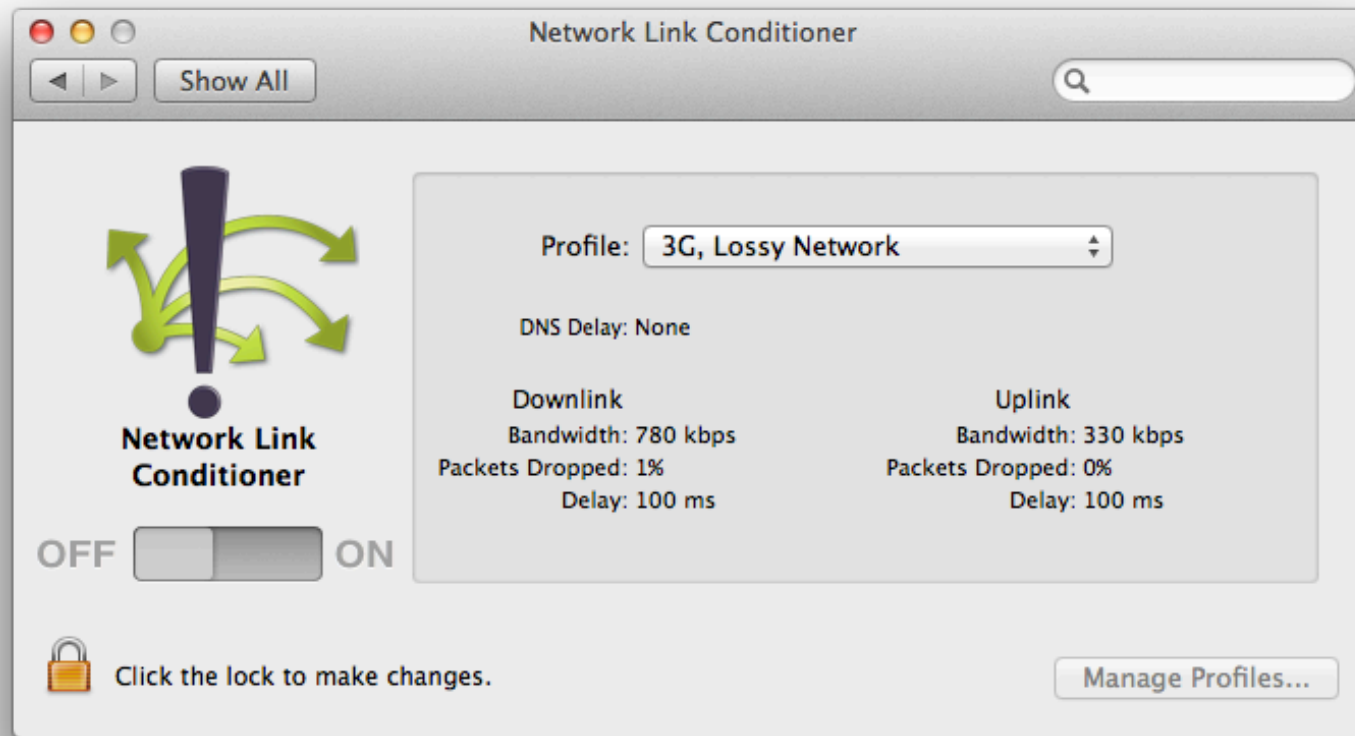 Network Link Conditioner
Show All
Profile: 3G, Lossy Network
DNS Delay: None
Downlink
Bandwidth: 780 kbps
Packets Dropped: 1%
Delay: 100 ms
Uplink
Bandwidth: 330 kbps
Packets Dropped: 0%
Delay: 100 ms
Network Link
Conditioner
OFF ON
Click the lock to make changes.
Manage Profiles...